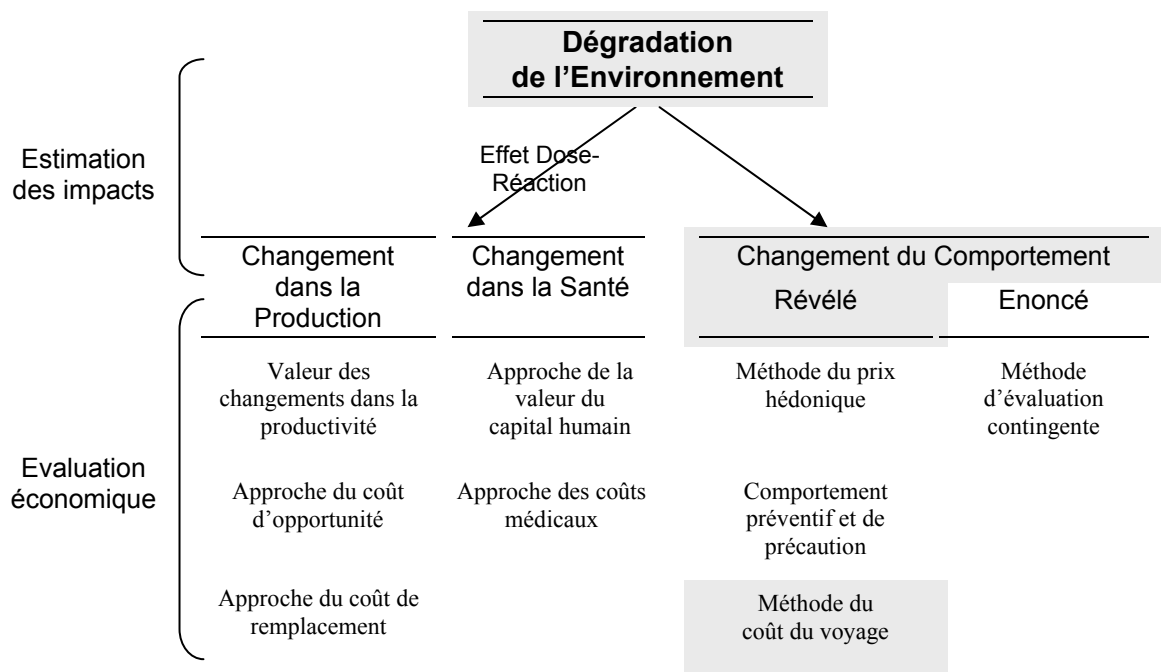 Dégradation
de l’Environnement
Effet Dose-
Réaction
Estimation
des impacts
Changement
dans la
Production
Changement
dans la Santé
Changement du Comportement
Révélé
Enoncé
Evaluation
économique
Valeur des
changements dans la
productivité
Approche de la
valeur du
capital humain
Méthode du prix
hédonique
Méthode
d’évaluation
contingente
Approche du coût
d’opportunité
Approche des coûts
médicaux
Comportement
préventif et de
précaution
Approche du coût de
remplacement
Méthode du
coût du voyage